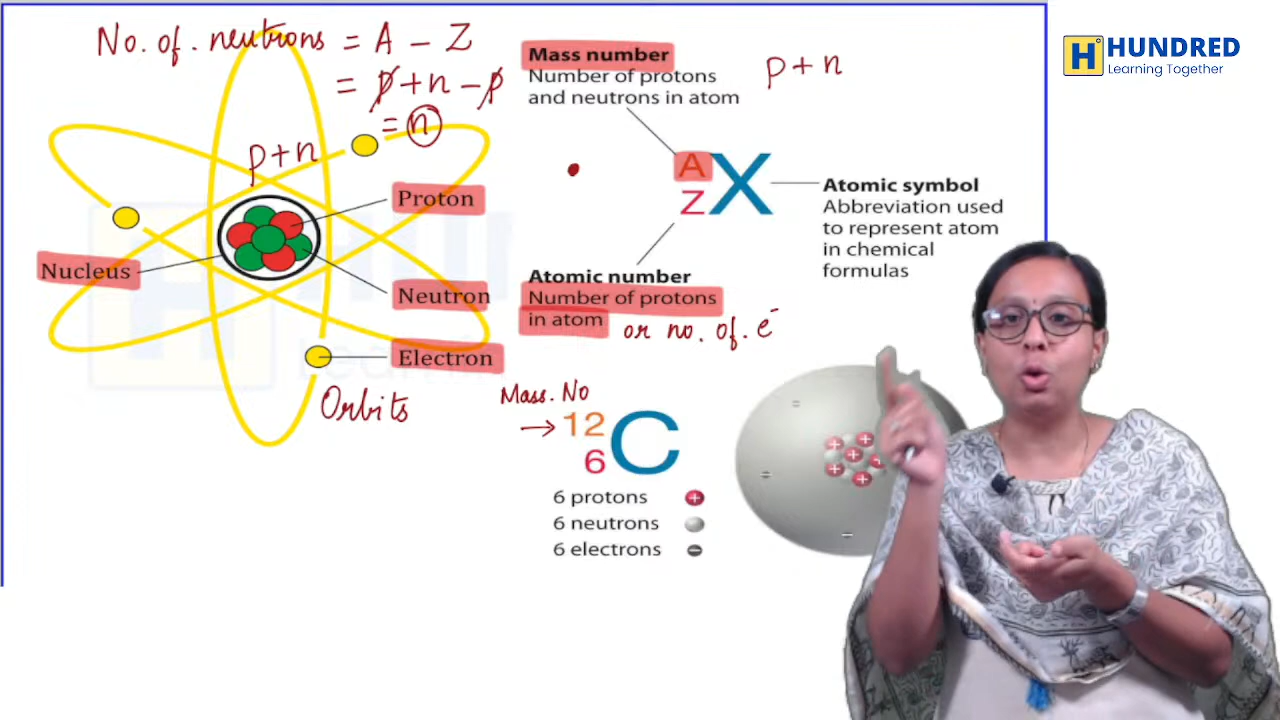 No. of. neutrons = A - Z
= p + n - p
= n
p + n
Proton
Nucleus
Neutron
Electron
Orbits
Mass number
Number of protons
and neutrons in atom
p + n
A
Z
X
Atomic symbol
Abbreviation used
to represent atom
in chemical
formulas
Atomic number
Number of protons
in atom or no. of. e⁻
Mass. No
→ 12
6
C
6 protons +
6 neutrons
6 electrons −
HUNDRED
Learning Together